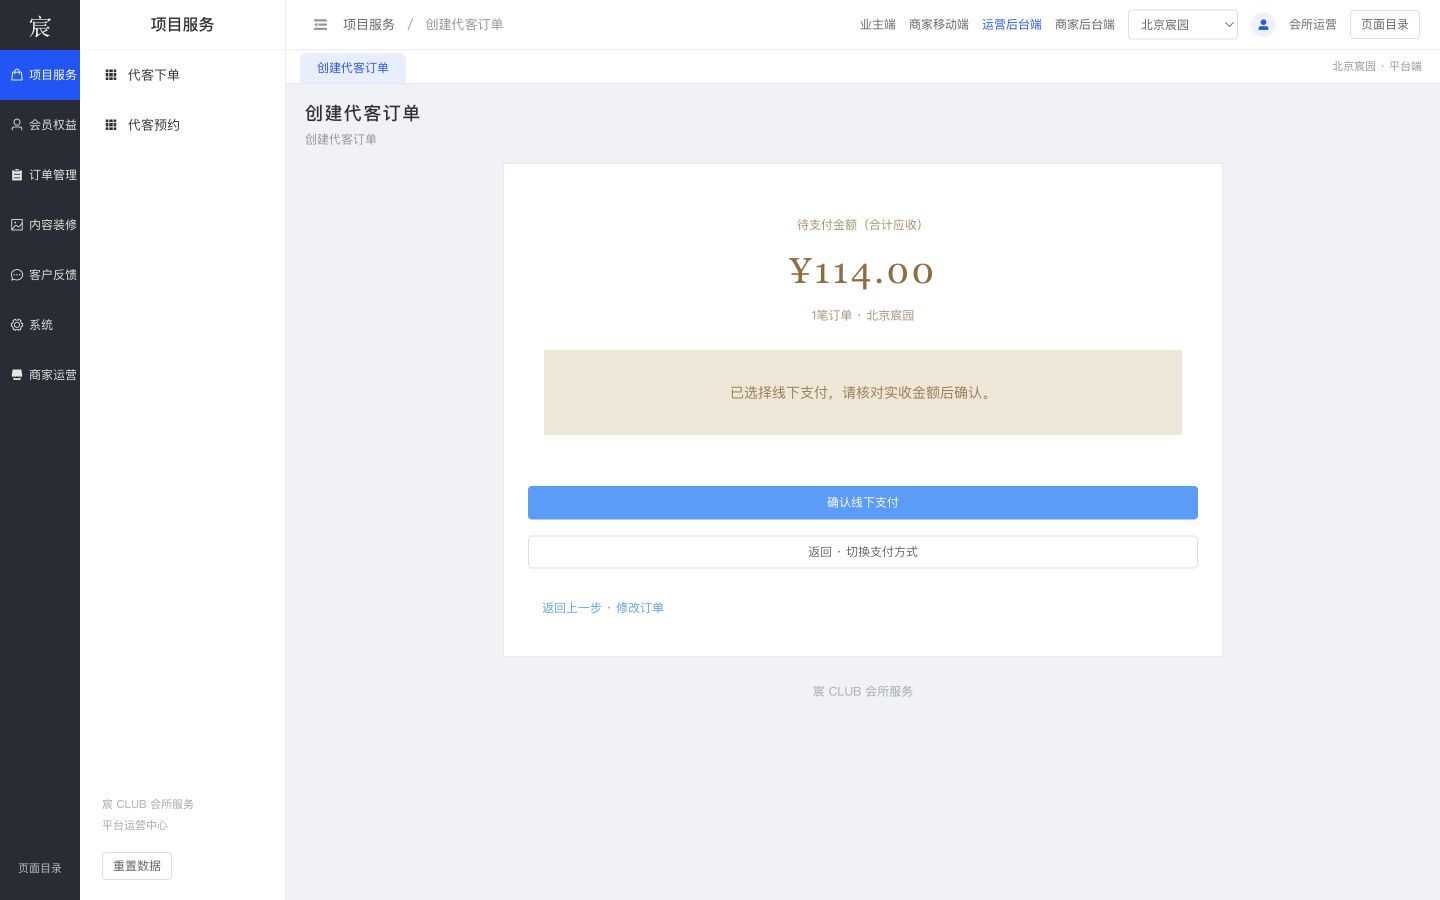 宸
项目服务
会员权益
订单管理
内容装修
客户反馈
系统
商家运营
页面目录
项目服务
代客下单
代客预约
宸 CLUB 会所服务
平台运营中心
重置数据
项目服务 / 创建代客订单
业主端 商家移动端 运营后台端 商家后台端 北京宸园 会所运营 页面目录
创建代客订单
北京宸园 · 平台端
创建代客订单
创建代客订单
待支付金额（合计应收）
¥114.00
1笔订单 · 北京宸园
已选择线下支付，请核对实收金额后确认。
确认线下支付
返回 · 切换支付方式
返回上一步 · 修改订单
宸 CLUB 会所服务